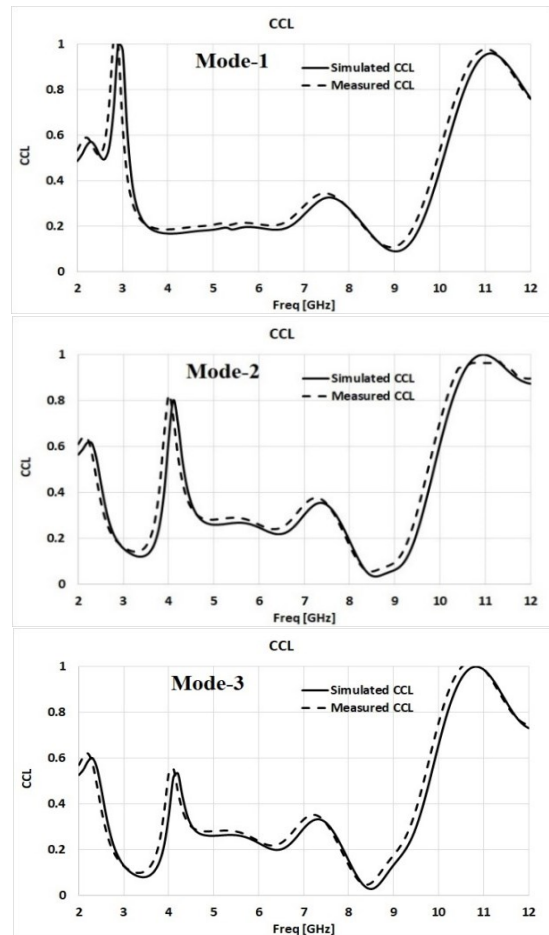 CCL
Mode-1
Simulated CCL
Measured CCL
CCL
1
0.8
0.6
0.4
0.2
0
2 3 4 5 6 7 8 9 10 11 12
Freq [GHz]
CCL
Mode-2
Simulated CCL
Measured CCL
CCL
1
0.8
0.6
0.4
0.2
0
2 3 4 5 6 7 8 9 10 11 12
Freq [GHz]
CCL
Mode-3
Simulated CCL
Measured CCL
CCL
1
0.8
0.6
0.4
0.2
0
2 3 4 5 6 7 8 9 10 11 12
Freq [GHz]